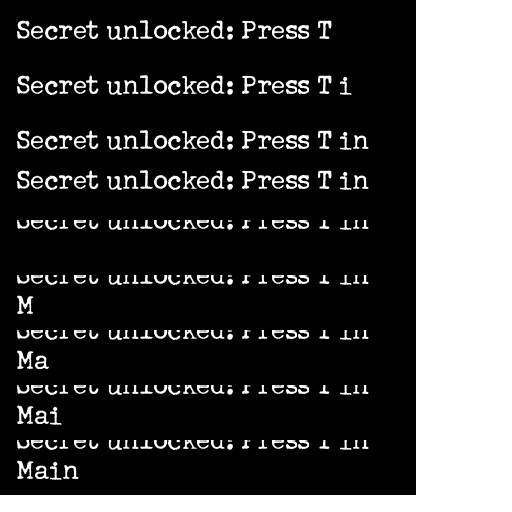 Secret unlocked: Press T
Secret unlocked: Press T i
Secret unlocked: Press T in
Secret unlocked: Press T in
Secret unlocked: Press T in
Secret unlocked: Press T in
M
Secret unlocked: Press T in
Ma
Secret unlocked: Press T in
Mai
Secret unlocked: Press T in
Main